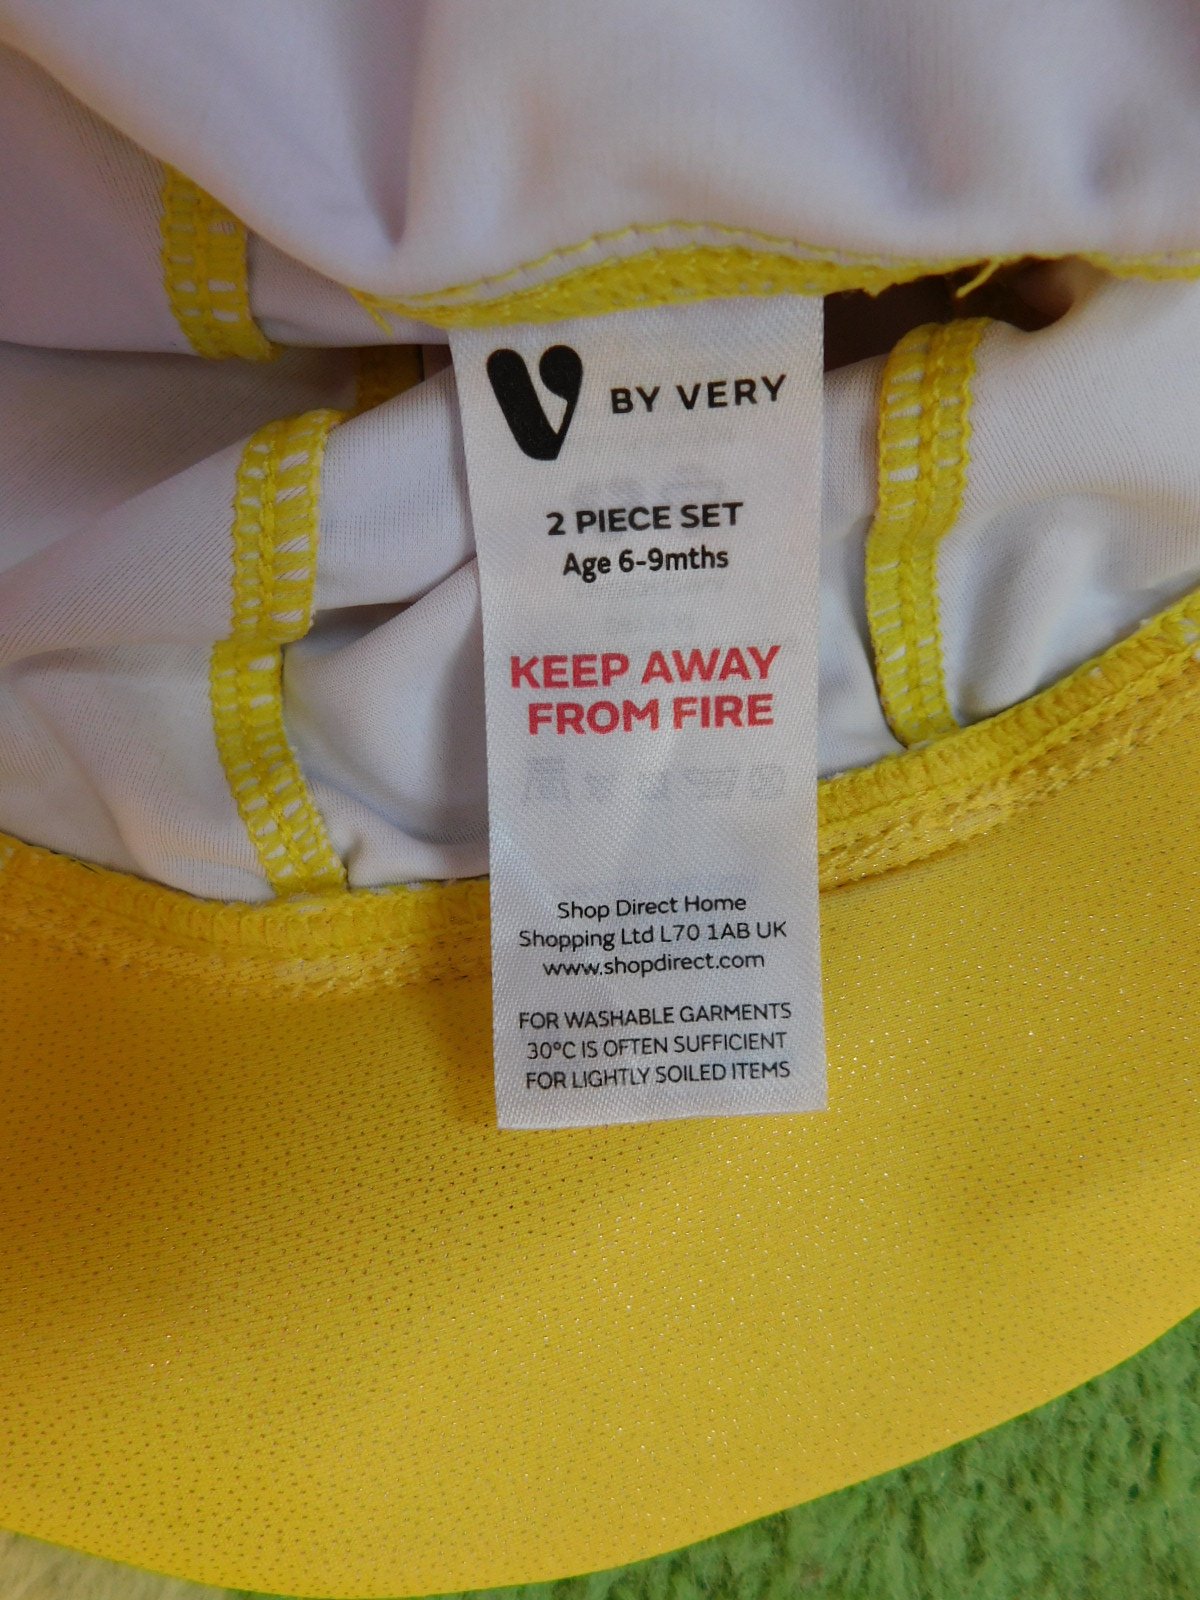 V BY VERY
2 PIECE SET
Age 6-9mths
KEEP AWAY
FROM FIRE
Shop Direct Home
Shopping Ltd L70 1AB UK
www.shopdirect.com
FOR WASHABLE GARMENTS
30°C IS OFTEN SUFFICIENT
FOR LIGHTLY SOILED ITEMS